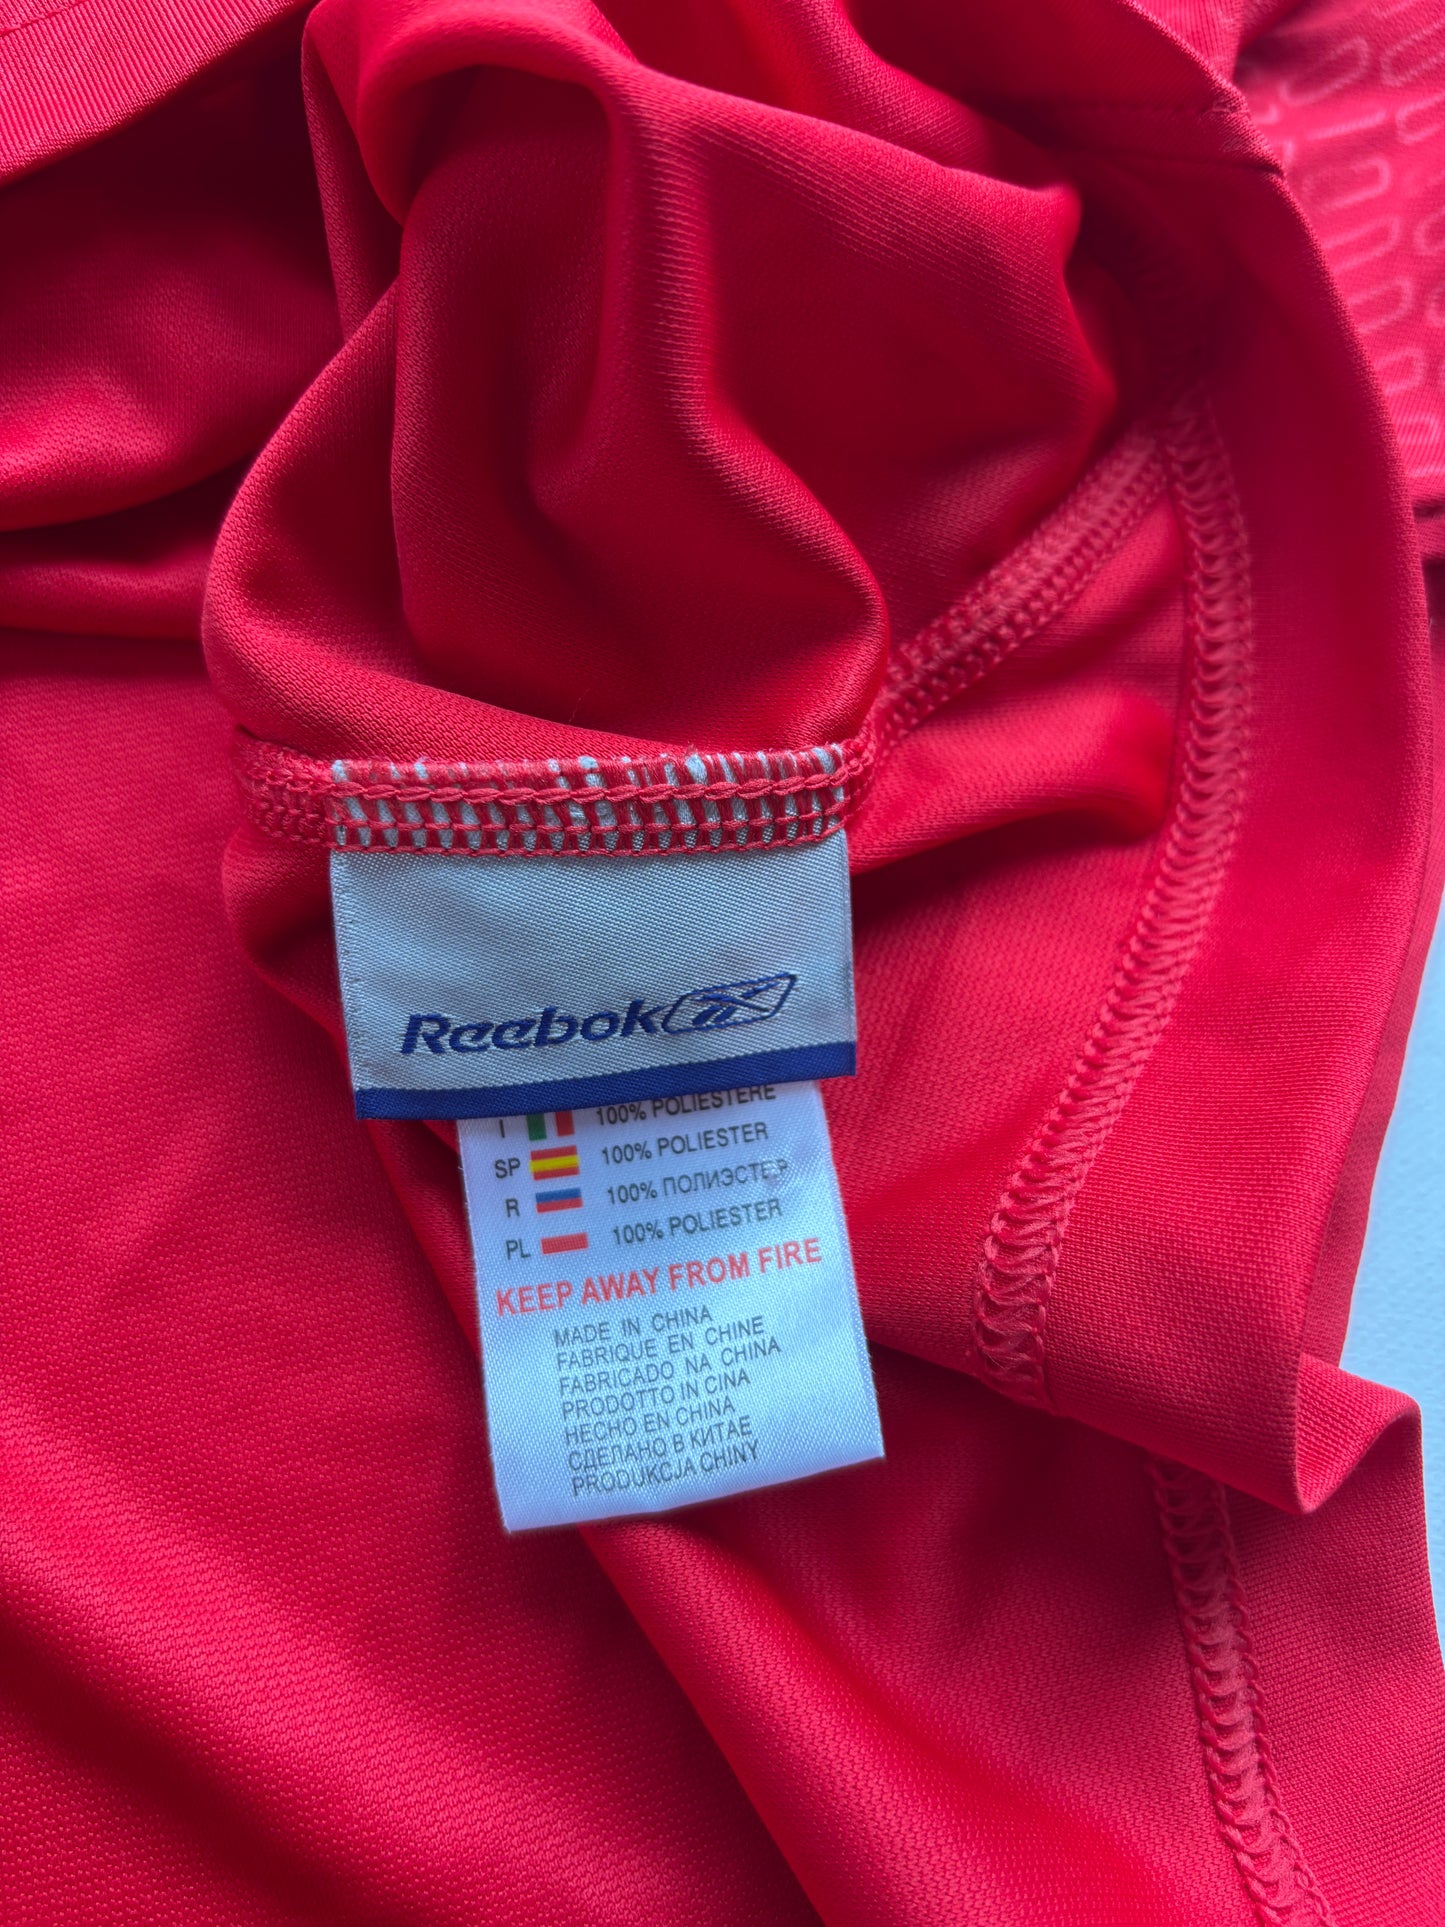 Reebok
I 100% POLIESTERE
SP 100% POLIESTER
R 100% ПОЛИЭСТЕР
PL 100% POLIESTER
KEEP AWAY FROM FIRE
MADE IN CHINA
FABRIQUE EN CHINE
FABRICADO NA CHINA
PRODOTTO IN CINA
HECHO EN CHINA
СДЕЛАНО В КИТАЕ
PRODUKCJA CHINY